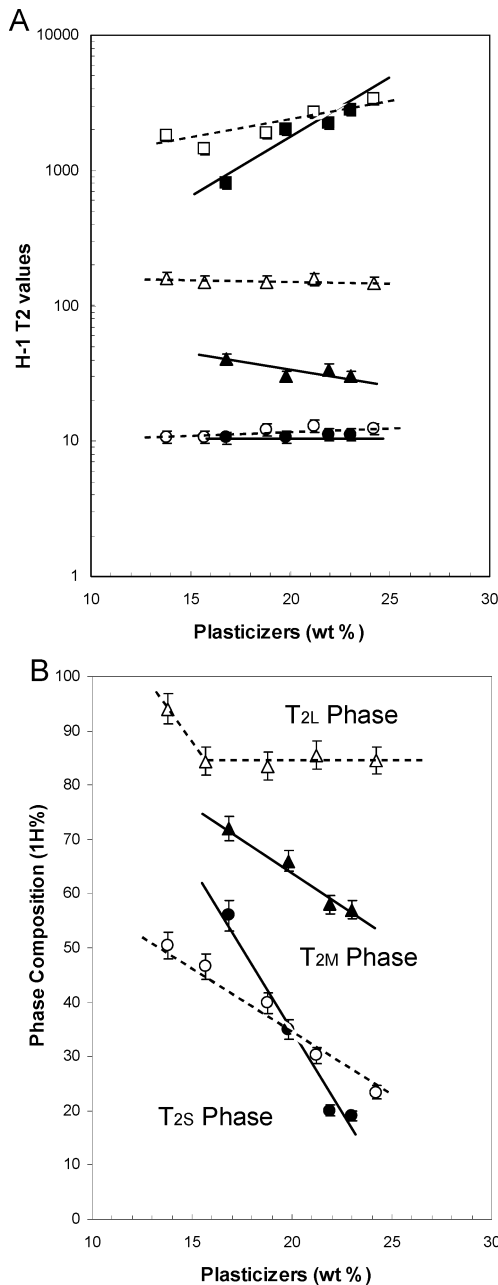 A
10000
1000
100
10
1
H-1 T2 values
10 15 20 25 30
Plasticizers (wt %)
B
100
90
80
70
60
50
40
30
20
10
0
Phase Composition (1H%)
T2L Phase
T2M Phase
T2S Phase
10 15 20 25 30
Plasticizers (wt %)